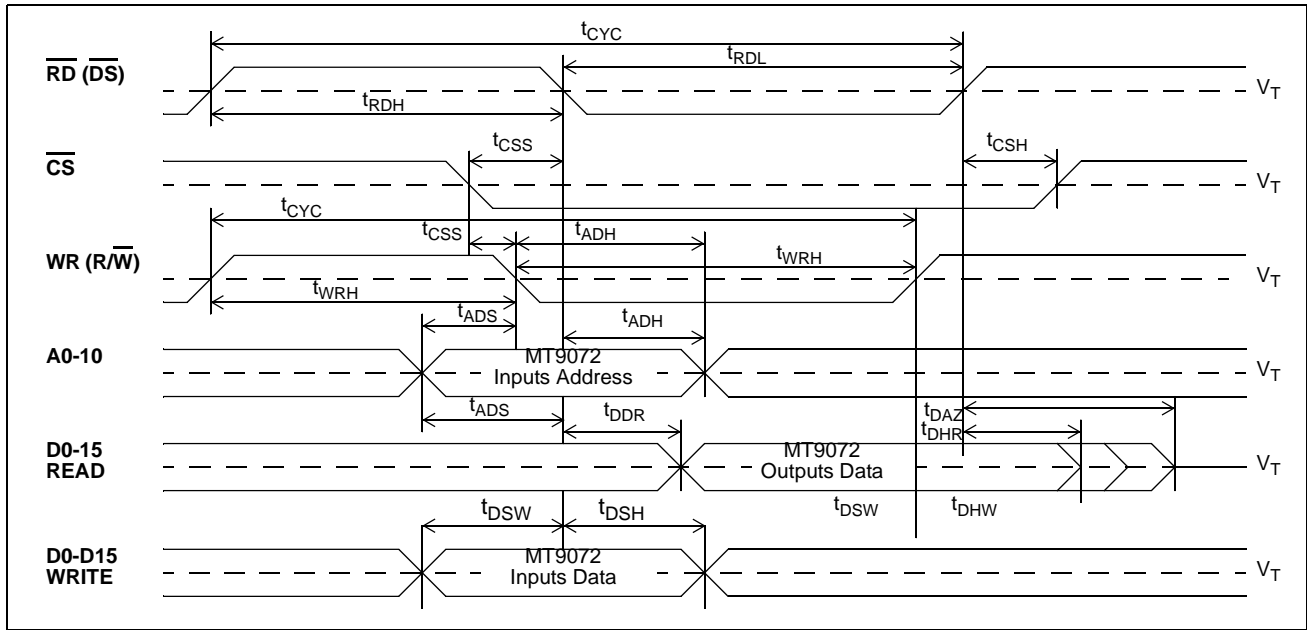 tCYC
RD (DS)
tRDL
VT
tRDH
tCSS
tCSH
CS
VT
tCYC
tCSS
tADH
WR (R/W)
tWRH
VT
tWRH
tADS
tADH
A0-10
MT9072
Inputs Address
VT
tADS
tDDR
tDAZ
tDHR
D0-15
READ
MT9072
Outputs Data
VT
tDSW
tDHW
tDSW
tDSH
D0-D15
WRITE
MT9072
Inputs Data
VT